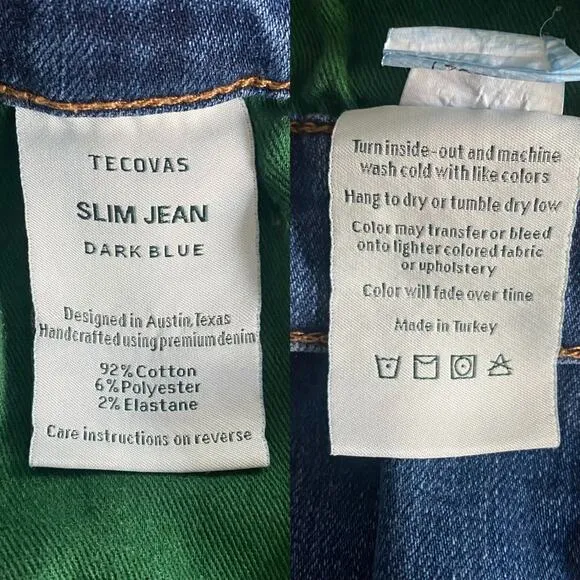 TECOVAS
SLIM JEAN
DARK BLUE
Designed in Austin, Texas
Handcrafted using premium denim
92% Cotton
6% Polyester
2% Elastane
Care instructions on reverse
Turn inside-out and machine
wash cold with like colors
Hang to dry or tumble dry low
Color may transfer or bleed
onto lighter colored fabric
or upholstery
Color will fade over time
Made in Turkey